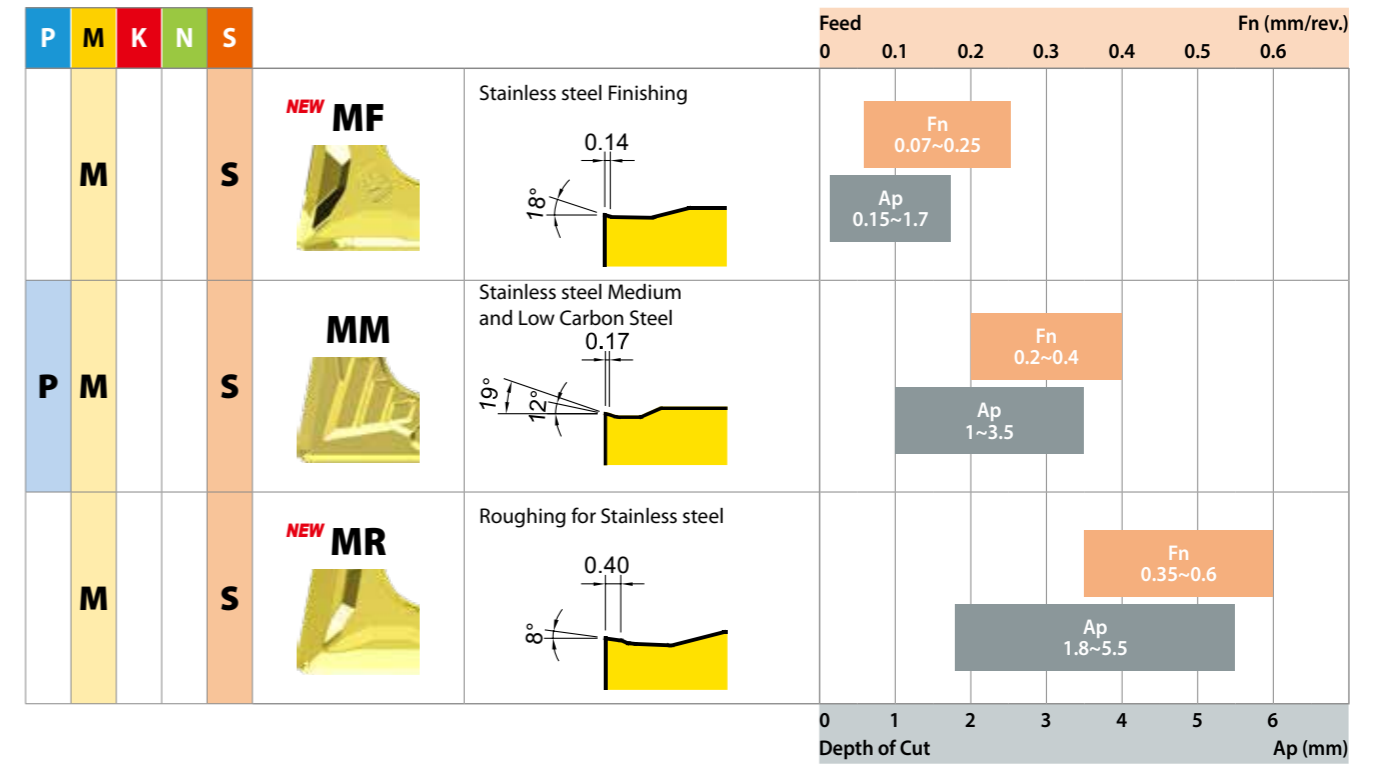 P M K N S
Feed Fn (mm/rev.)
0 0.1 0.2 0.3 0.4 0.5 0.6
M S
NEW MF
Stainless steel Finishing
0.14
18°
Fn
0.07~0.25
Ap
0.15~1.7
P M S
MM
Stainless steel Medium
and Low Carbon Steel
0.17
19°
12°
Fn
0.2~0.4
Ap
1~3.5
M S
NEW MR
Roughing for Stainless steel
0.40
8°
Fn
0.35~0.6
Ap
1.8~5.5
0 1 2 3 4 5 6
Depth of Cut Ap (mm)